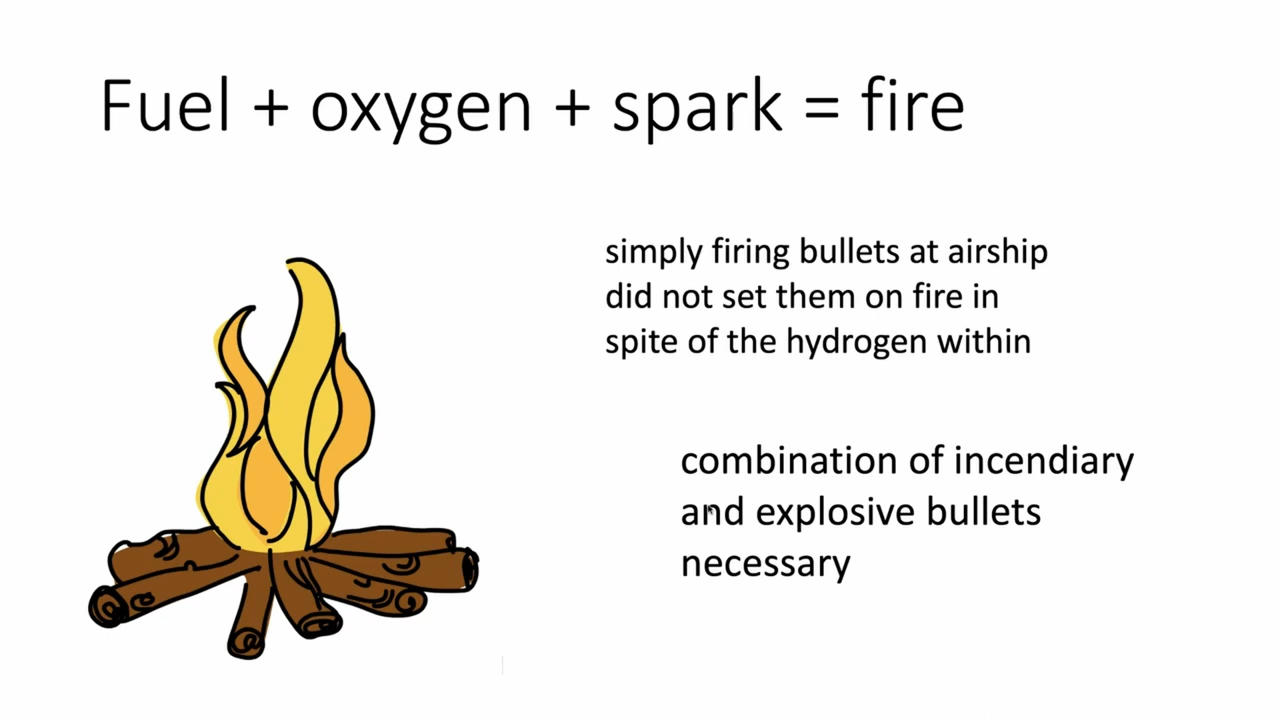 Fuel + oxygen + spark = fire
simply firing bullets at airship
did not set them on fire in
spite of the hydrogen within
combination of incendiary
and explosive bullets
necessary